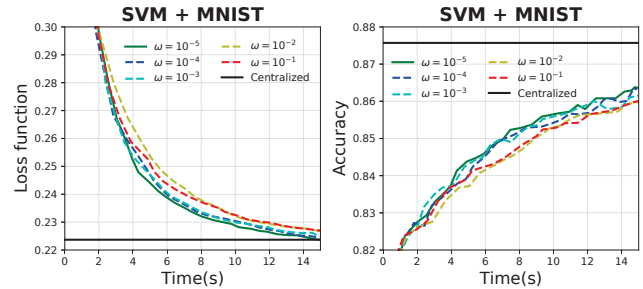 SVM + MNIST
Loss function
0.30
0.29
0.27
0.26
0.25
0.24
0.23
0.22
ω = 10⁻⁵
ω = 10⁻⁴
ω = 10⁻³
ω = 10⁻²
ω = 10⁻¹
Centralized
0 2 4 6 8 10 12 14
Time(s)
SVM + MNIST
Accuracy
0.88
0.87
0.86
0.85
0.84
0.83
0.82
ω = 10⁻⁵
ω = 10⁻⁴
ω = 10⁻³
ω = 10⁻²
ω = 10⁻¹
Centralized
0 2 4 6 8 10 12 14
Time(s)